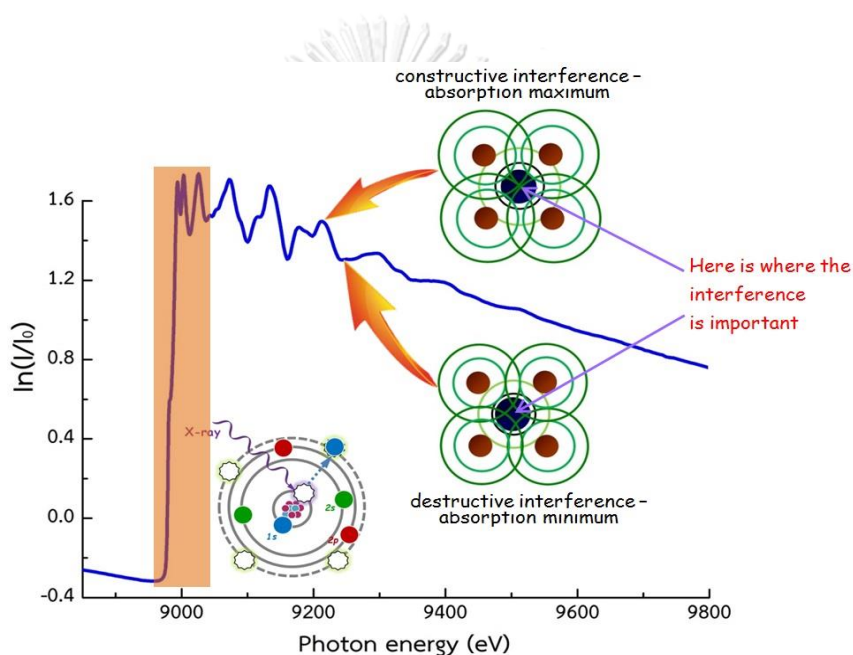 constructive interference –
absorption maximum
Here is where the
interference
is important
destructive interference –
absorption minimum
X-ray
1s
2s
2p
ln(I/I₀)
1.6
1.2
0.8
0.4
0.0
-0.4
9000
9200
9400
9600
9800
Photon energy (eV)